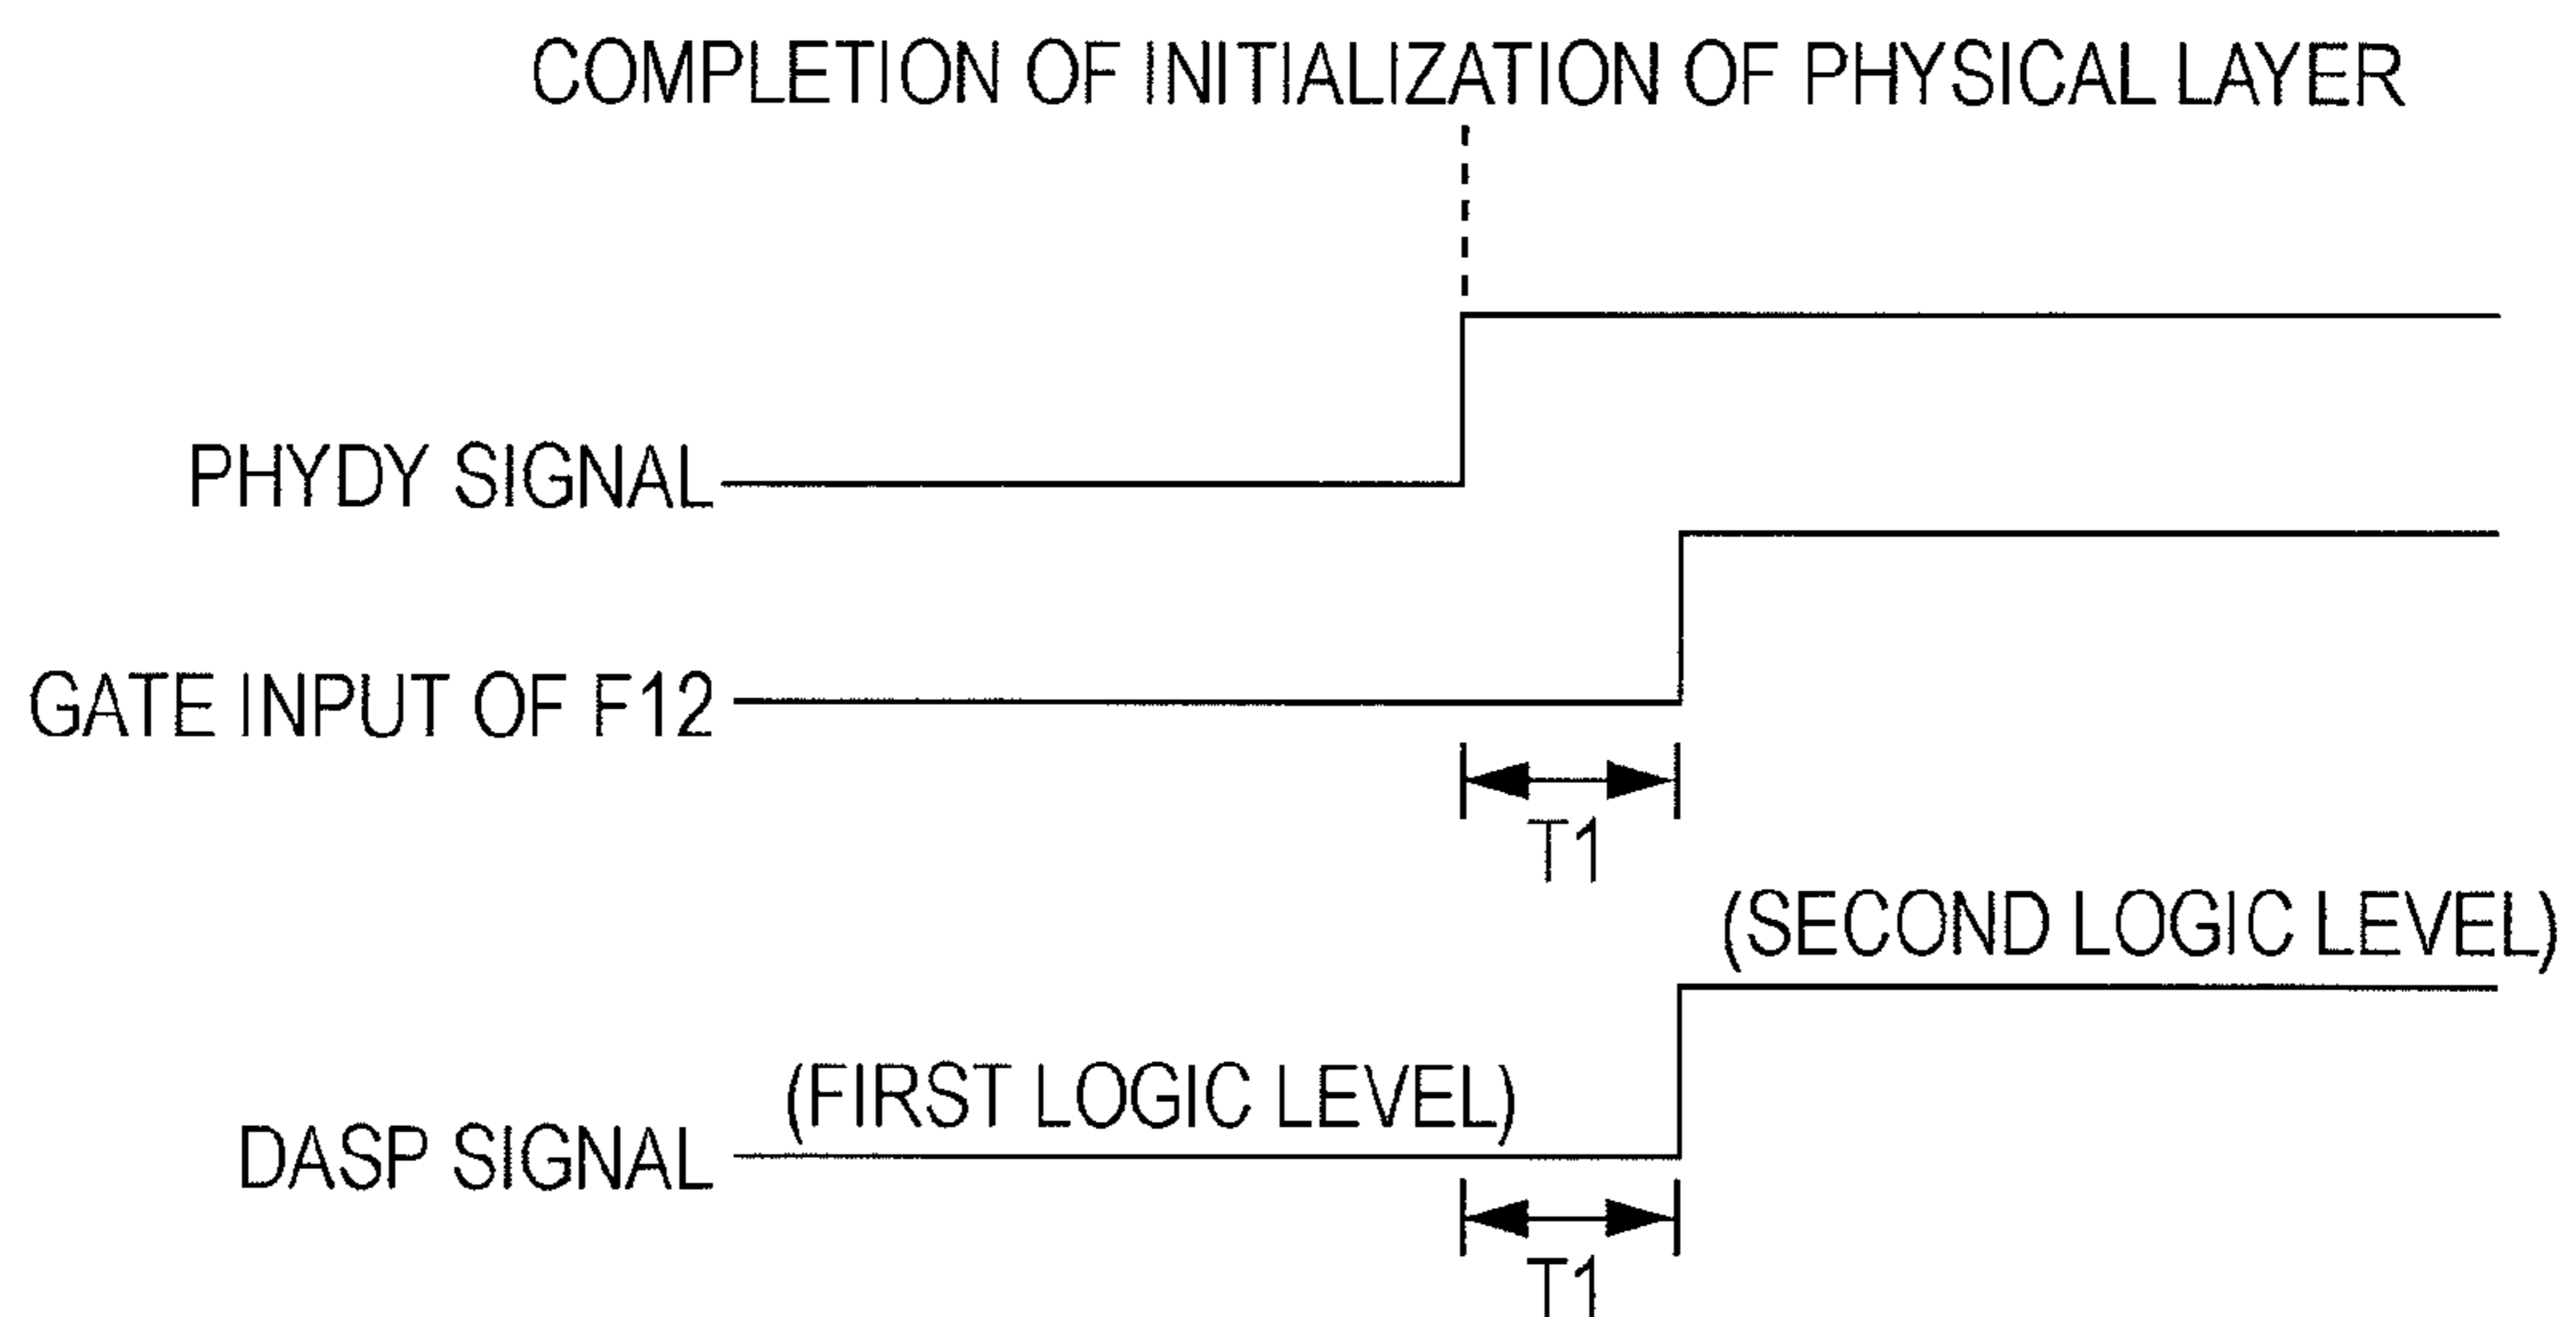 COMPLETION OF INITIALIZATION OF PHYSICAL LAYER
PHYDY SIGNAL
GATE INPUT OF F12
T1
(SECOND LOGIC LEVEL)
(FIRST LOGIC LEVEL)
DASP SIGNAL
T1